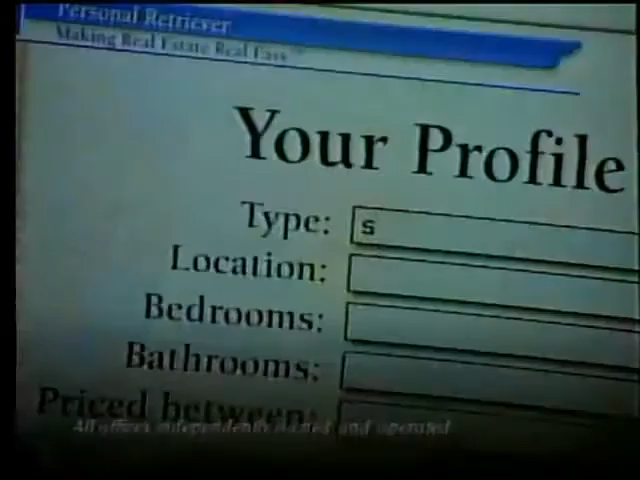 Personal Retriever
Making Real Estate Real Easy™
Your Profile
Type: s
Location:
Bedrooms:
Bathrooms:
Priced between:
All offices independently owned and operated